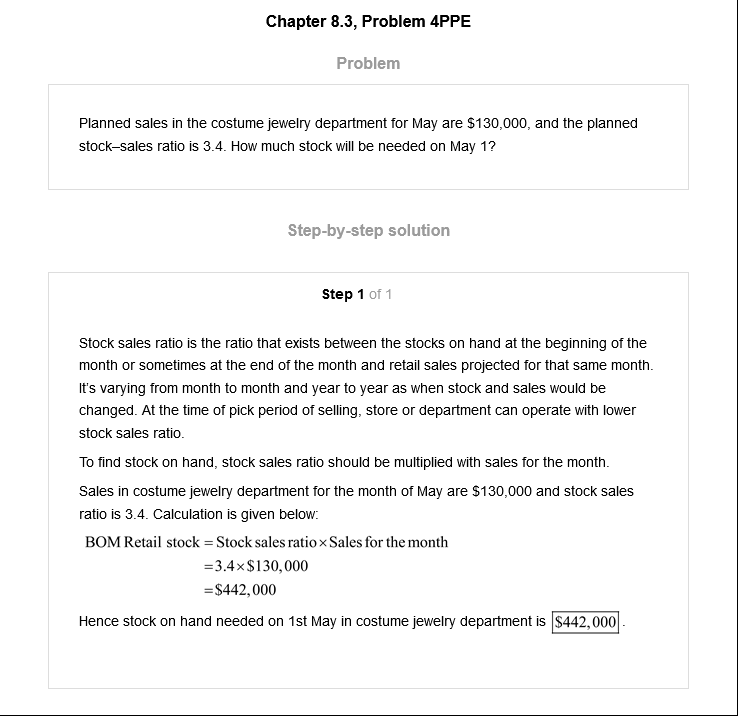 Chapter 8.3, Problem 4PPE
Problem
Planned sales in the costume jewelry department for May are $130,000, and the planned
stock–sales ratio is 3.4. How much stock will be needed on May 1?
Step-by-step solution
Step 1 of 1
Stock sales ratio is the ratio that exists between the stocks on hand at the beginning of the
month or sometimes at the end of the month and retail sales projected for that same month.
It's varying from month to month and year to year as when stock and sales would be
changed. At the time of pick period of selling, store or department can operate with lower
stock sales ratio.
To find stock on hand, stock sales ratio should be multiplied with sales for the month.
Sales in costume jewelry department for the month of May are $130,000 and stock sales
ratio is 3.4. Calculation is given below:
BOM Retail stock = Stock sales ratio × Sales for the month
=3.4×$130,000
=$442,000
Hence stock on hand needed on 1st May in costume jewelry department is $442,000.